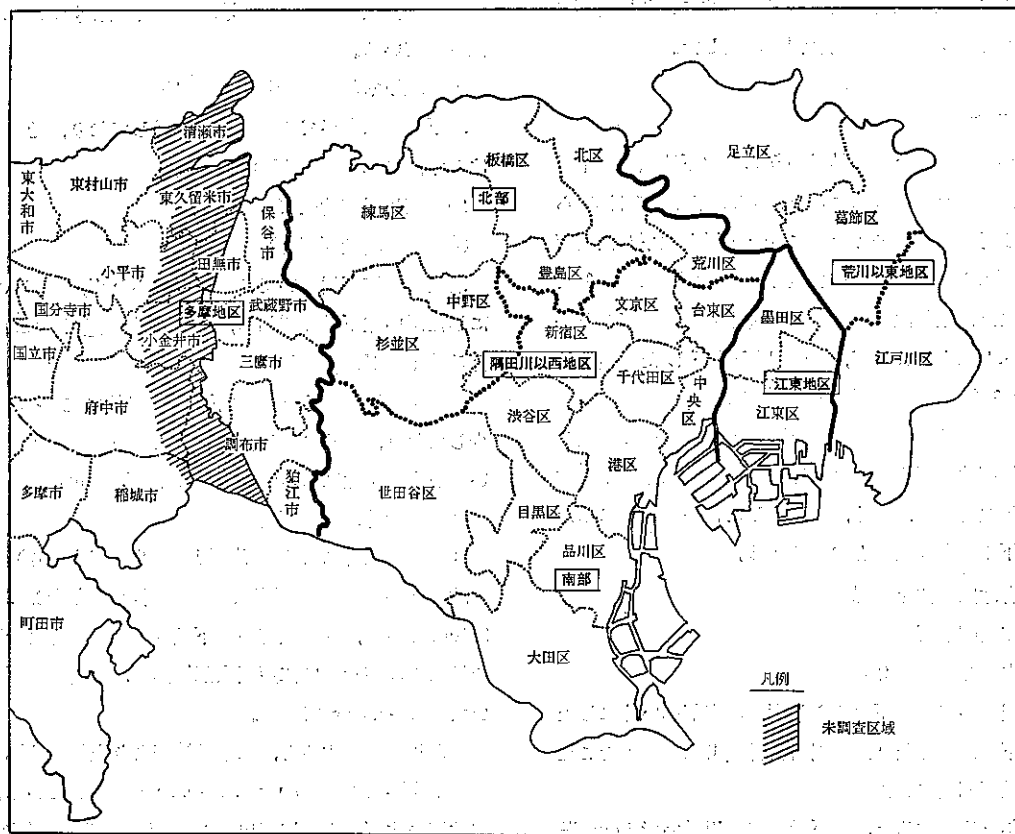 清瀬市
東村山市
東大和市
東久留米市
保谷市
田無市
小平市
国分寺市
多摩地区
武蔵野市
小金井市
国立市
三鷹市
府中市
調布市
狛江市
多摩市
稲城市
町田市
板橋区
北区
北部
練馬区
足立区
葛飾区
豊島区
荒川区
荒川以東地区
中野区
文京区
台東区
杉並区
新宿区
墨田区
隅田川以西地区
千代田区
中央区
江東地区
江戸川区
渋谷区
江東区
港区
世田谷区
目黒区
品川区
南部
大田区
凡例
未調査区域